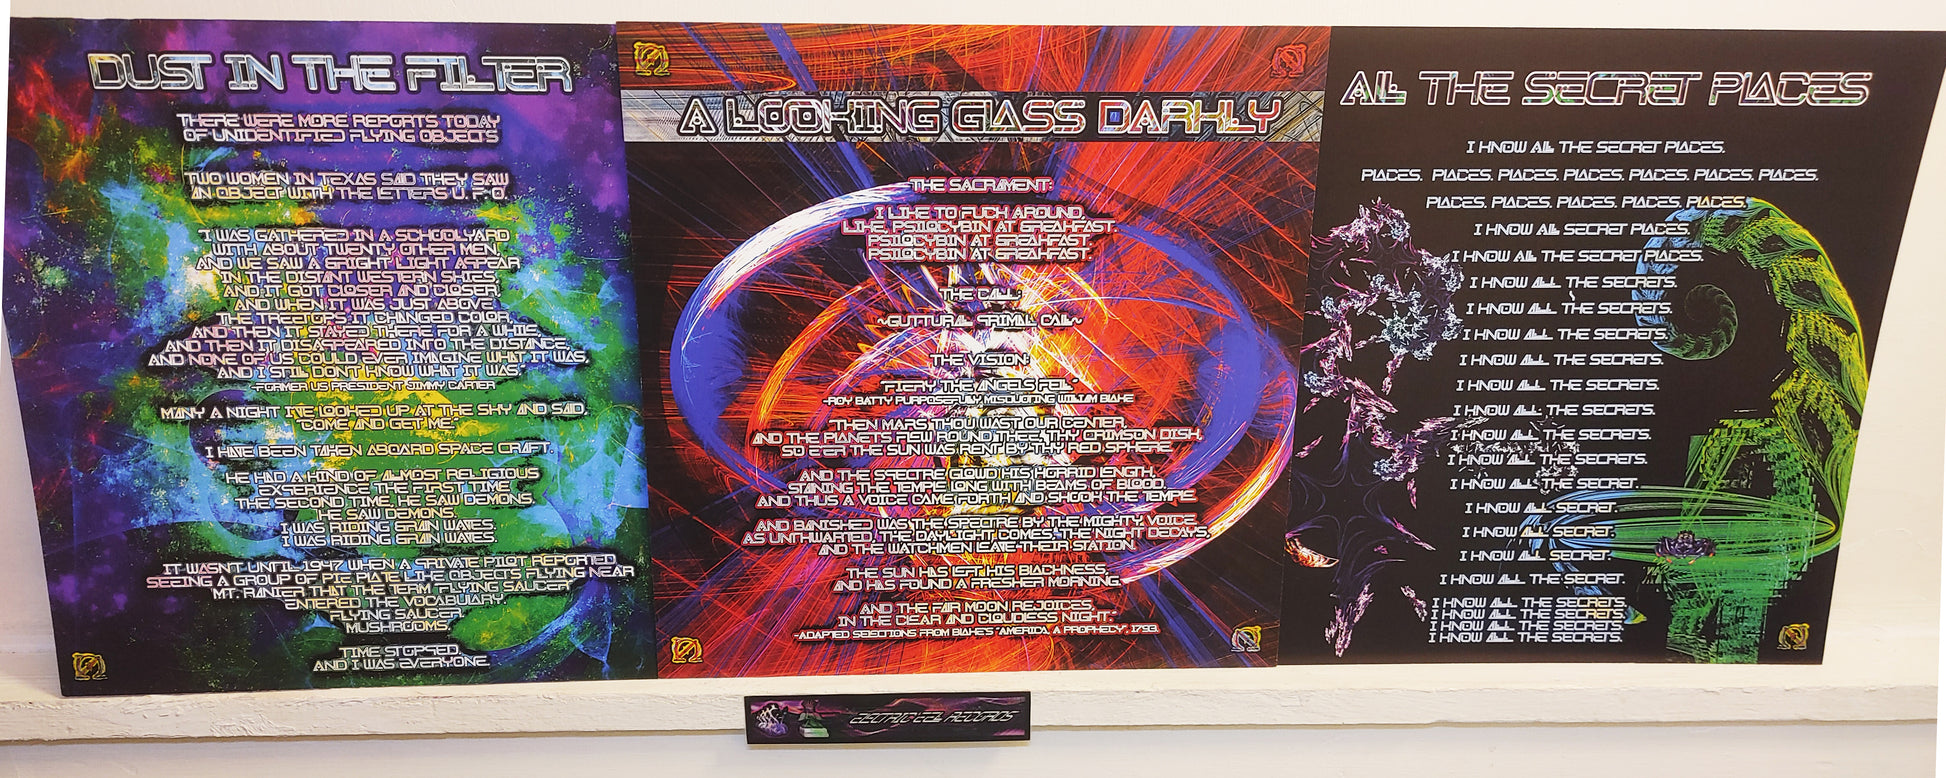 DUST IN THE FILTER
THERE WERE MORE REPORTS TODAY
OF UNIDENTIFIED FLYING OBJECTS
TWO WOMEN IN TEXAS SAID THEY SAW
AN OBJECT WITH THE LETTERS U. F. O.
"I WAS GATHERED IN A SCHOOLYARD
WITH ABOUT TWENTY OTHER MEN,
AND WE SAW A BRIGHT LIGHT APPEAR
IN THE DISTANT WESTERN SKIES
AND IT GOT CLOSER AND CLOSER
AND WHEN IT WAS JUST ABOVE
THE TREETOPS IT CHANGED COLOR
AND THEN IT STAYED THERE FOR A WHILE
AND THEN IT DISAPPEARED INTO THE DISTANCE
AND NONE OF US COULD EVER IMAGINE WHAT IT WAS,
AND I STILL DON'T KNOW WHAT IT WAS."
-FORMER US PRESIDENT JIMMY CARTER
MANY A NIGHT I'VE LOOKED UP AT THE SKY AND SAID,
"COME AND GET ME."
I HAVE BEEN TAKEN ABOARD SPACE CRAFT.
HE HAD A KIND OF ALMOST RELIGIOUS
EXPERIENCE THE FIRST TIME.
THE SECOND TIME HE SAW DEMONS.
HE SAW DEMONS.
I WAS RIDING BRAIN WAVES.
I WAS RIDING BRAIN WAVES.
IT WASN'T UNTIL 1947 WHEN A PRIVATE PILOT REPORTED
SEEING A GROUP OF PIE PLATE LIKE OBJECTS FLYING NEAR
MT. RANIER THAT THE TERM FLYING SAUCER
ENTERED THE VOCABULARY
FLYING SAUCER
MUSHROOMS
TIME STOPPED.
AND I WAS EVERYONE.
A LOOKING GLASS DARKLY
THE SACRAMENT:
I LIKE TO FUCK AROUND,
LIKE, PSILOCYBIN AT BREAKFAST.
PSILOCYBIN AT BREAKFAST.
PSILOCYBIN AT BREAKFAST.
THE CALL:
~GUTTURAL PRIMAL CALL~
THE VISION:
"FIERY THE ANGELS FELL"
-ROY BATTY PURPOSEFULLY MISQUOTING WILLIAM BLAKE
"THEN MARS THOU WAST OUR CENTER,
AND THE PLANETS FLEW ROUND THEE, THY CRIMSON DISK,
SO E'ER THE SUN WAS RENT BY THY RED SPHERE.
AND THE SPECTRE CLOUD HIS HORRID LENGTH,
STAINING THE TEMPLE LONG WITH BEAMS OF BLOOD.
AND THUS A VOICE CAME FORTH AND SHOOK THE TEMPLE
AND BANISHED WAS THE SPECTRE BY THE MIGHTY VOICE.
AS UNTHWARTED, THE DAYLIGHT COMES, THE NIGHT DECAYS,
AND THE WATCHMEN LEAVE THEIR STATION.
THE SUN HAS LEFT HIS BLACKNESS,
AND HAS FOUND A FRESHER MORNING.
AND THE FAIR MOON REJOICES
IN THE CLEAR AND CLOUDLESS NIGHT."
-ADAPTED SELECTIONS FROM BLAKE'S "AMERICA, A PROPHECY", 1793
ALL THE SECRET PLACES
I KNOW ALL THE SECRET PLACES.
PLACES. PLACES. PLACES. PLACES. PLACES. PLACES. PLACES.
PLACES. PLACES. PLACES. PLACES. PLACES.
I KNOW ALL SECRET PLACES.
I KNOW ALL THE SECRET PLACES.
I KNOW ALL THE SECRETS.
I KNOW ALL THE SECRETS.
I KNOW ALL THE SECRETS.
I KNOW ALL THE SECRETS.
I KNOW ALL THE SECRETS.
I KNOW ALL THE SECRETS.
I KNOW ALL THE SECRETS.
I KNOW ALL THE SECRETS.
I KNOW ALL SECRETS.
I KNOW ALL SECRET.
I KNOW ALL SECRET.
I KNOW ALL SECRET.
I KNOW ALL THE SECRET.
I KNOW ALL THE SECRETS.
I KNOW ALL THE SECRETS.
I KNOW ALL THE SECRETS.
I KNOW ALL THE SECRETS.
ELECTRIC EEL RECORDS